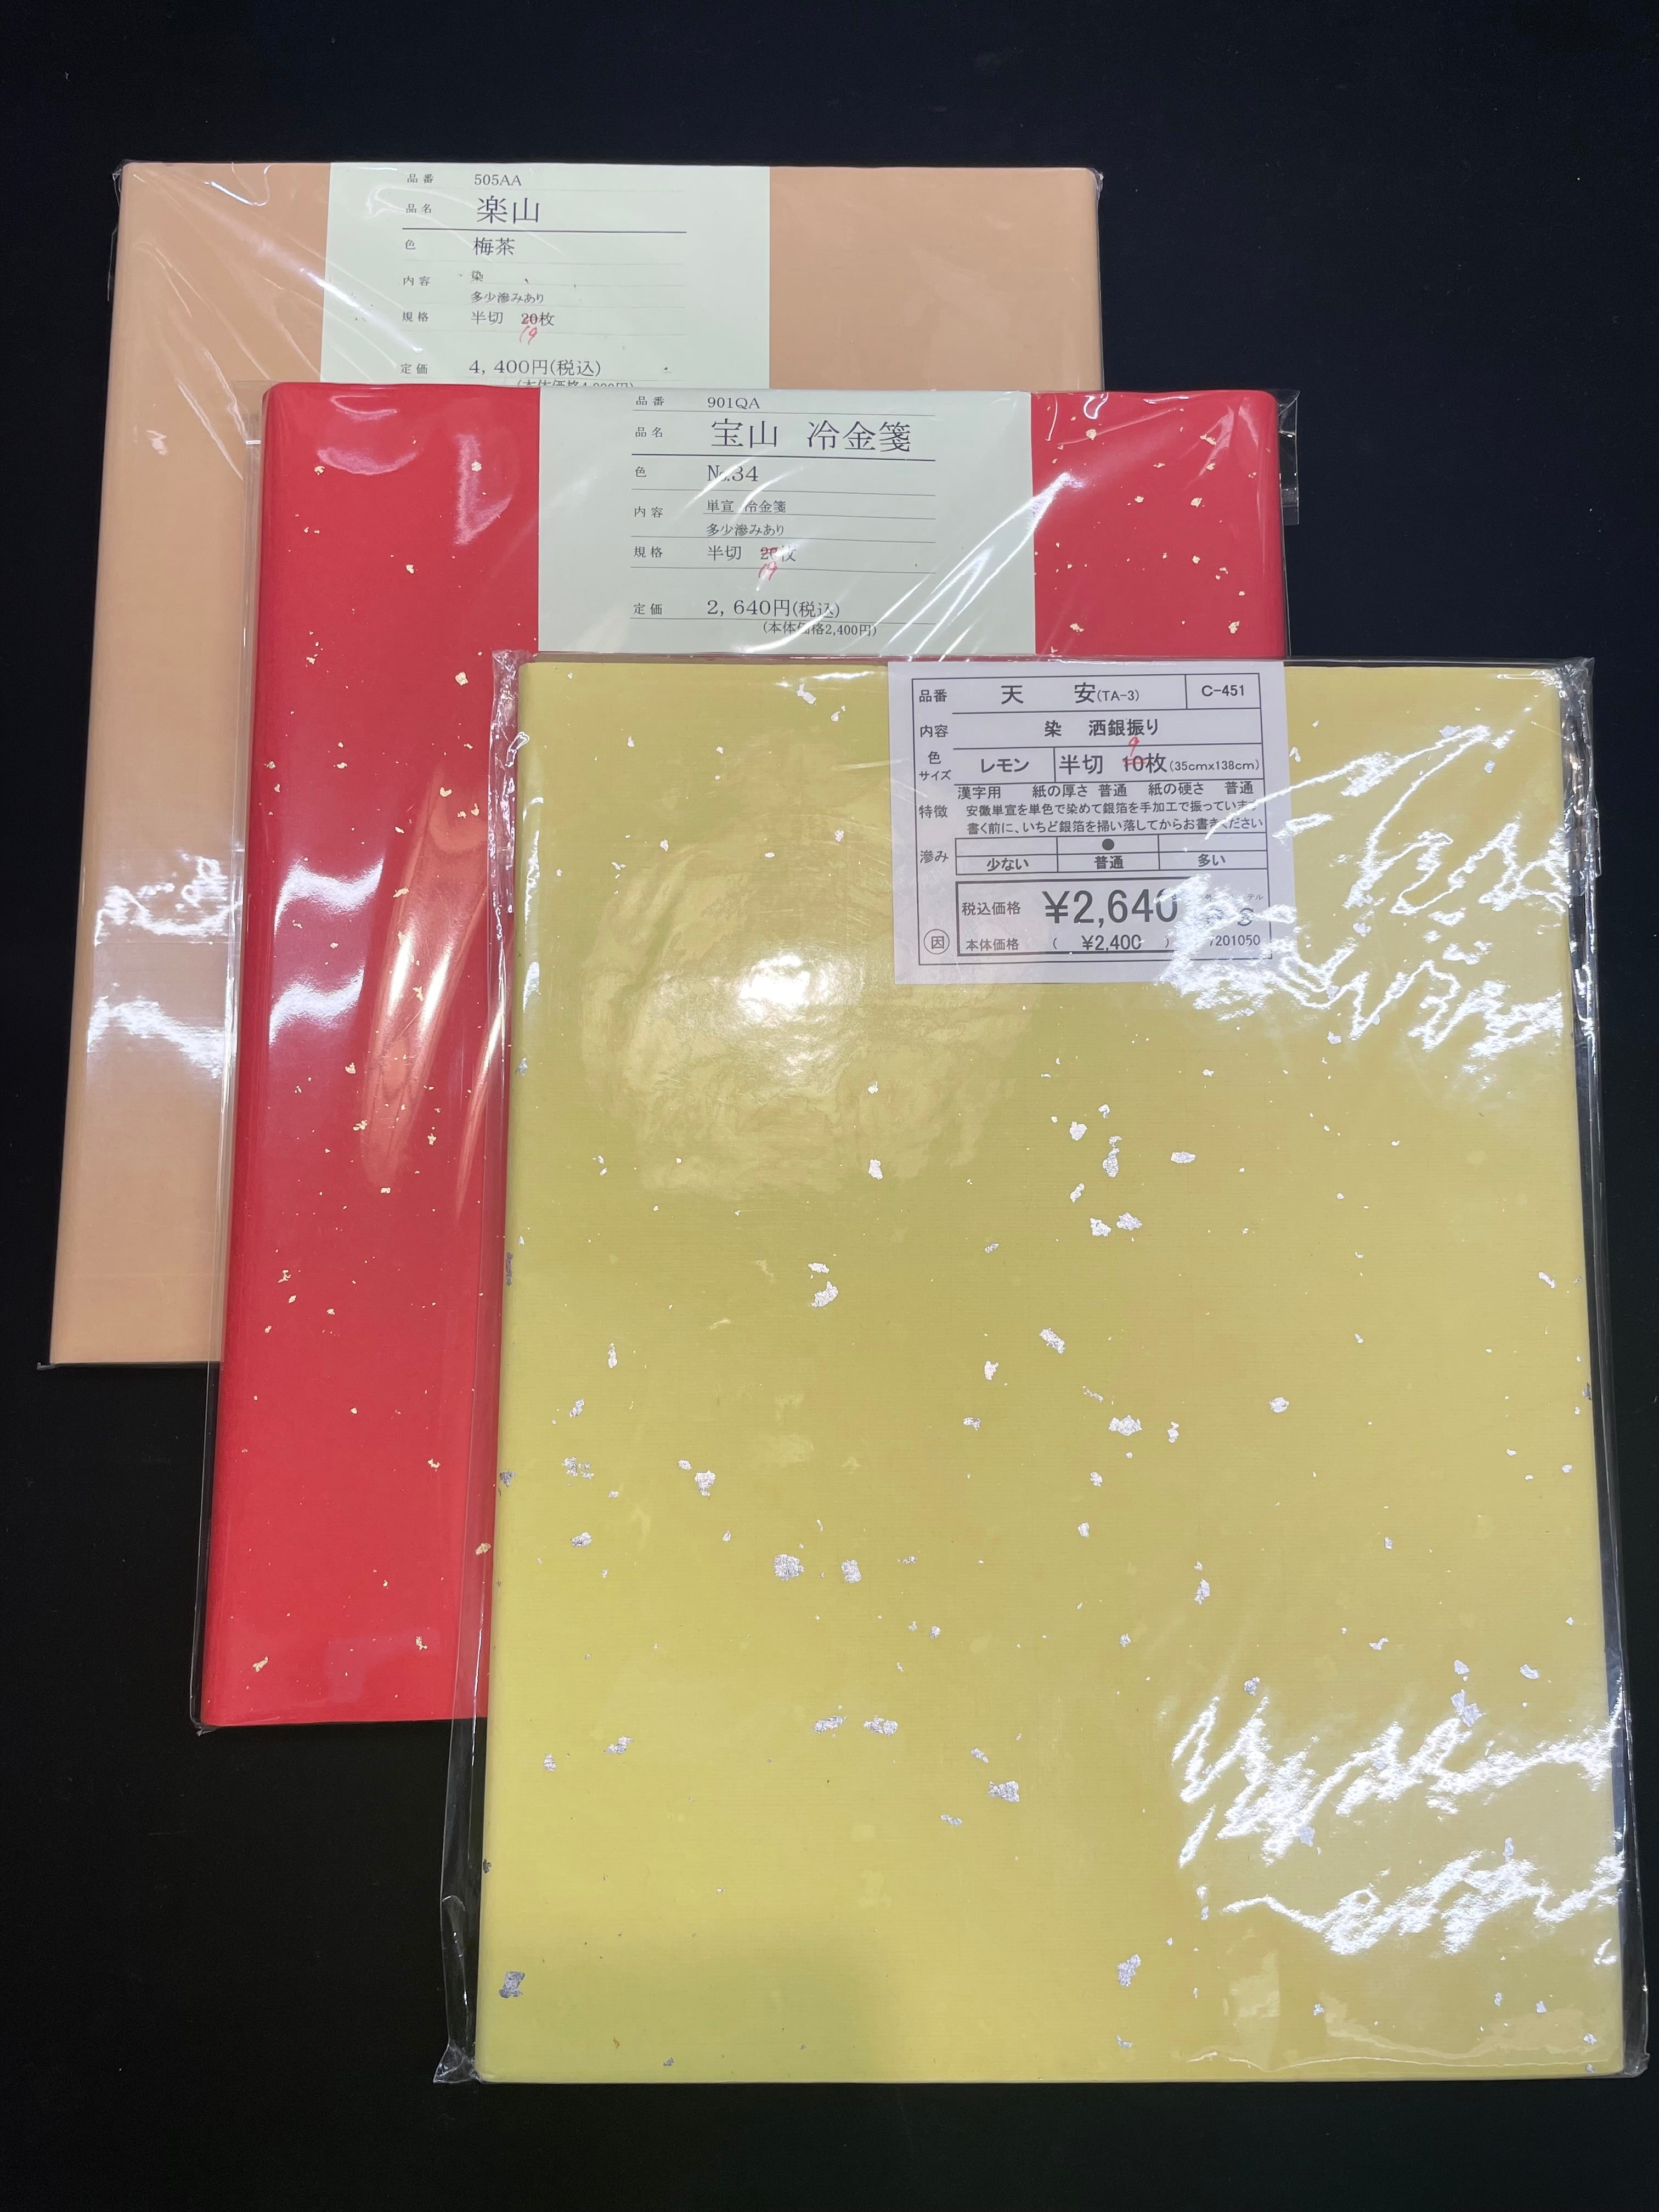 品番 505AA
品名 楽山
色 梅茶
内容 染
多少滲みあり
規格 半切 20枚
19
定価 4,400円(税込)
品番 901QA
品名 宝山 冷金箋
色 №34
内容 単宣 冷金箋
多少滲みあり
規格 半切 20枚
19
定価 2,640円(税込)
(本体価格2,400円)
品番 天 安(TA-3) C-451
内容 染 洒銀振り
9
色 サイズ レモン 半切 10枚(35cmx138cm)
漢字用 紙の厚さ 普通 紙の硬さ 普通
特徴 安徽単宣を単色で染めて銀箔を手加工で振っています
書く前に、いちど銀箔を掃い落してからお書きください
滲み ●
少ない 普通 多い
税込価格 ¥2,640
因 本体価格 ( ¥2,400 ) 7201050